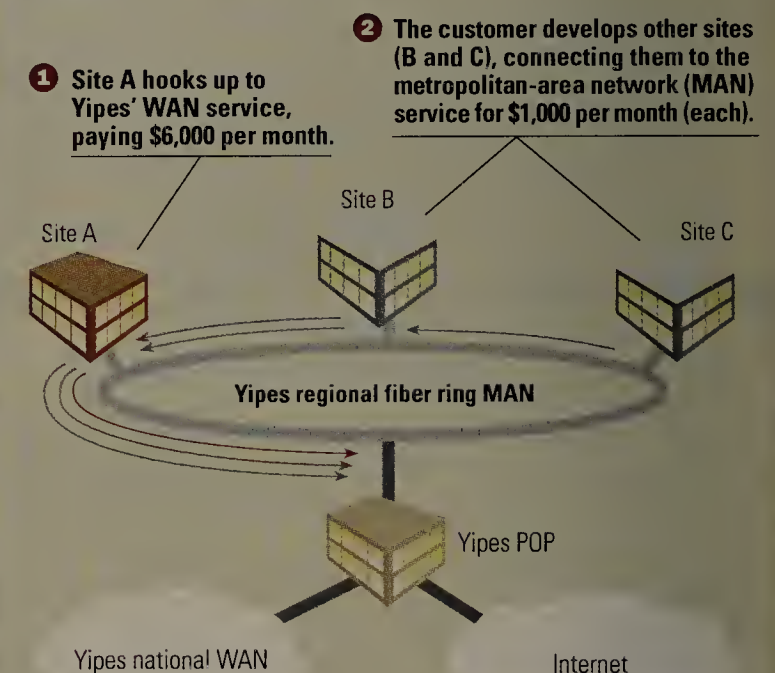 1 Site A hooks up to
Yipes' WAN service,
paying $6,000 per month.
2 The customer develops other sites
(B and C), connecting them to the
metropolitan-area network (MAN)
service for $1,000 per month (each).
Site A
Site B
Site C
Yipes regional fiber ring MAN
Yipes POP
Yipes national WAN
Internet